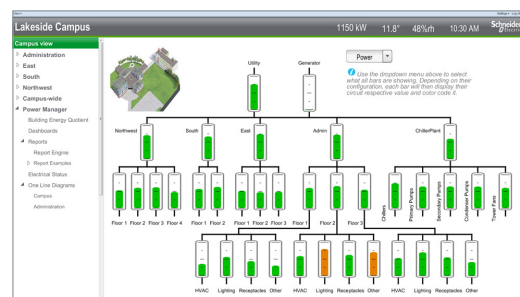 Lakeside Campus
1150 kW 11.8° 48%rh 10:30 AM Schneider Electric
Campus view
Administration
East
South
Northwest
Campus-wide
Power Manager
Building Energy Quotient
Dashboards
Reports
Report Engine
Report Examples
Electrical Status
One Line Diagrams
Campus
Administration
Power
Use the dropdown menu above to select
what all bars are showing. Depending on their
configuration, each bar will then display their
circuit respective value and color code it.
Utility Generator
Northwest South East Admin ChillerPlant
Floor 1 Floor 2 Floor 3 Floor 4 Floor 1 Floor 2 Floor 1 Floor 2 Floor 3 Floor 1 Floor 2 Floor 3
Chillers
Primary Pumps
Secondary Pumps
Condenser Pumps
Tower Fans
HVAC Lighting Receptacles Other HVAC Lighting Receptacles Other HVAC Lighting Receptacles Other